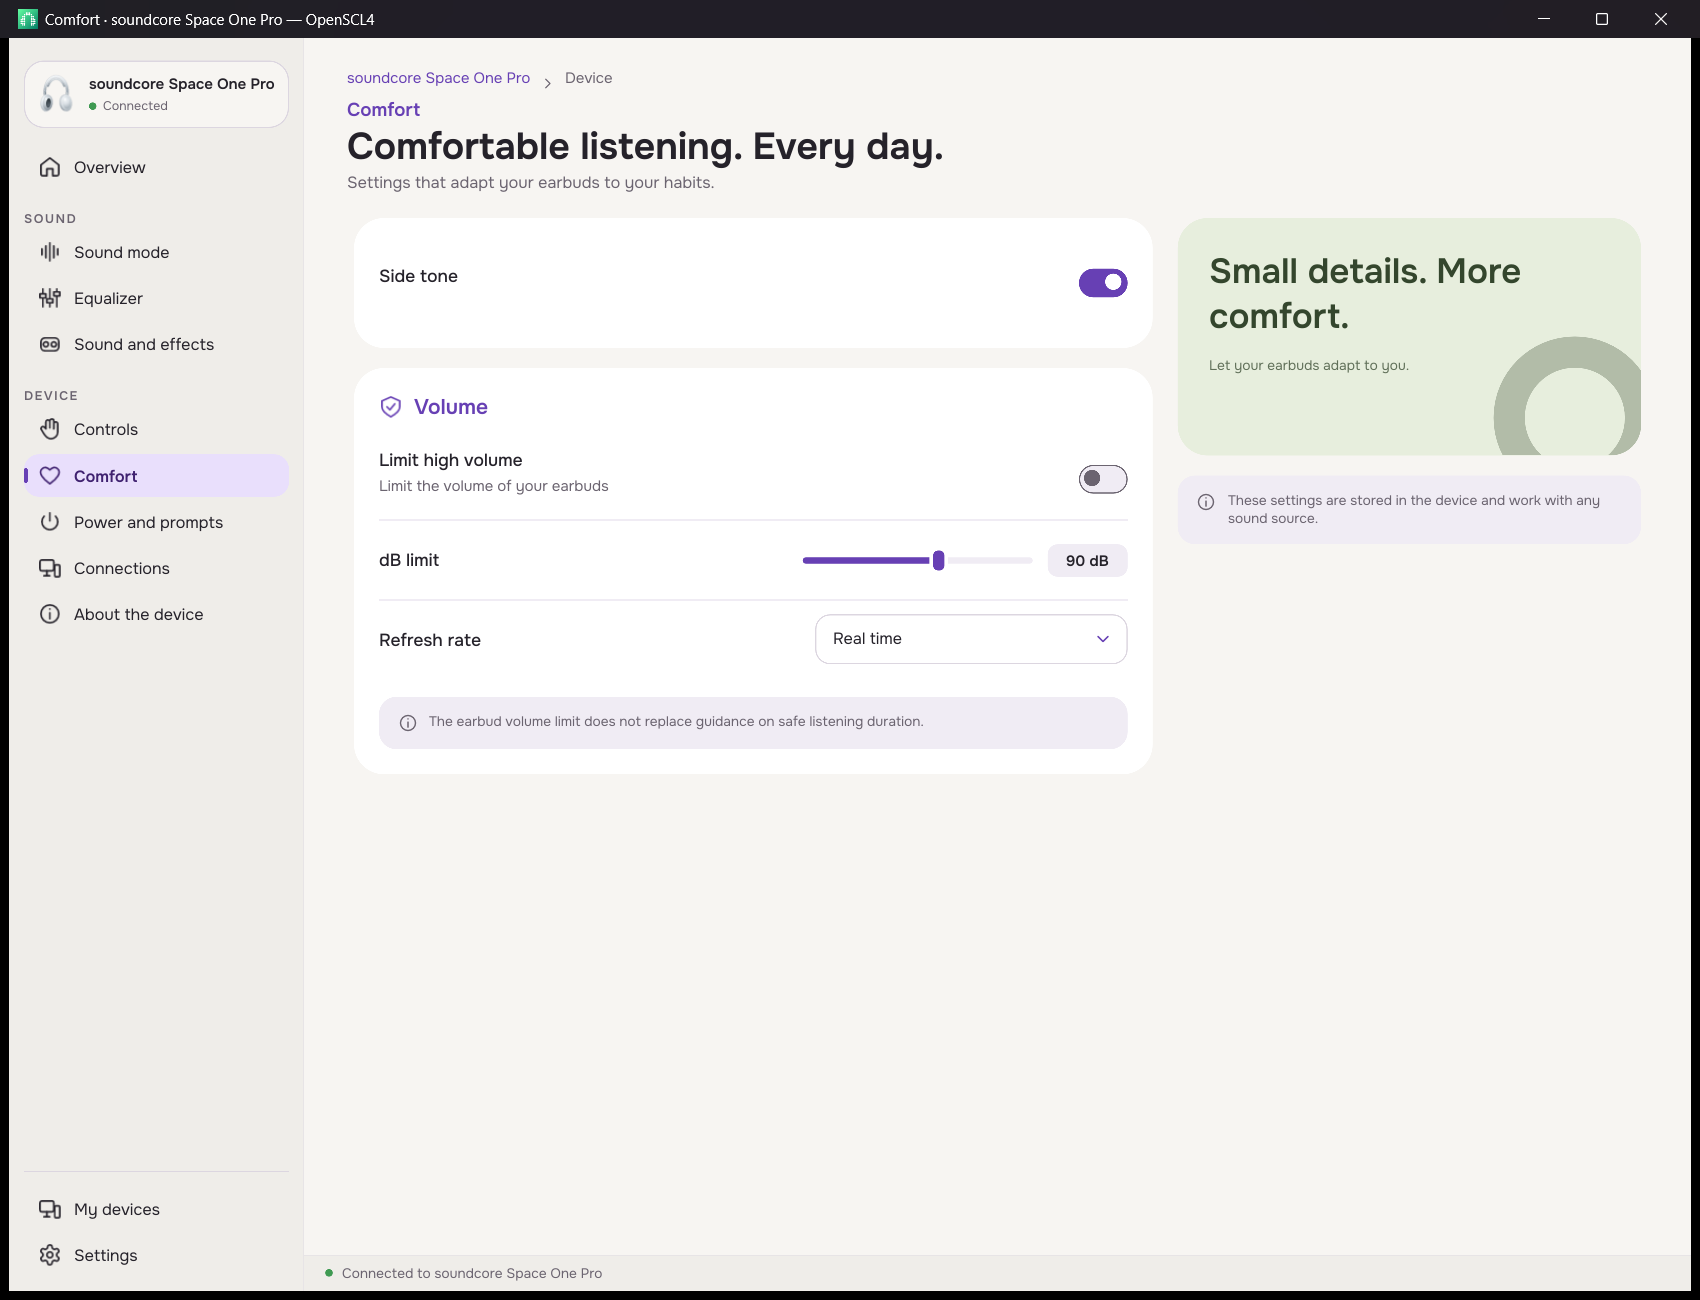 Comfort · soundcore Space One Pro — OpenSCL4
soundcore Space One Pro
Connected
Overview
SOUND
Sound mode
Equalizer
Sound and effects
DEVICE
Controls
Comfort
Power and prompts
Connections
About the device
My devices
Settings
soundcore Space One Pro > Device
Comfort
Comfortable listening. Every day.
Settings that adapt your earbuds to your habits.
Side tone
Volume
Limit high volume
Limit the volume of your earbuds
dB limit 90 dB
Refresh rate Real time
The earbud volume limit does not replace guidance on safe listening duration.
Small details. More
comfort.
Let your earbuds adapt to you.
These settings are stored in the device and work with any
sound source.
Connected to soundcore Space One Pro